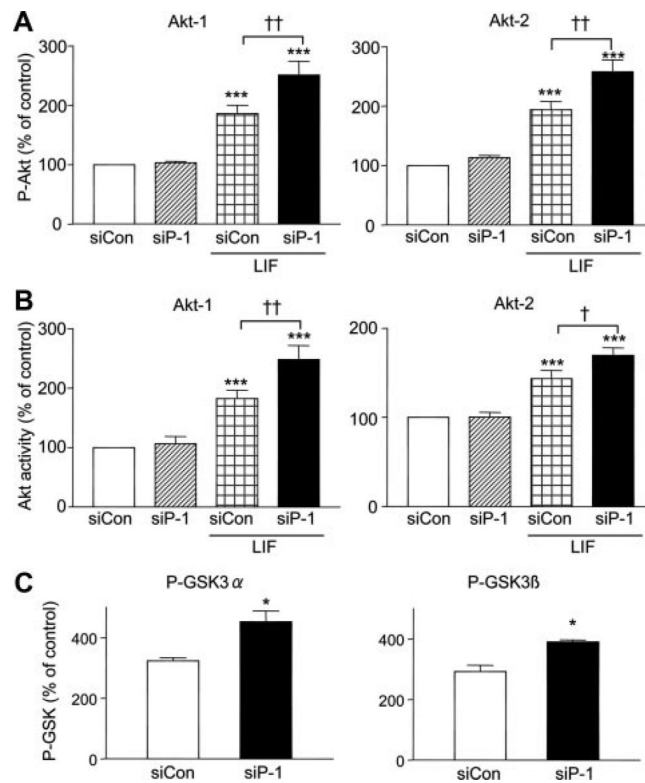 A
Akt-1
††
Akt-2
††
P-Akt (% of control)
300
200
100
0
***
***
siCon
siP-1
siCon
siP-1
LIF
300
200
100
0
***
***
siCon
siP-1
siCon
siP-1
LIF
B
Akt-1
††
Akt-2
†
Akt activity (% of control)
300
200
100
0
***
***
siCon
siP-1
siCon
siP-1
LIF
200
100
0
***
***
siCon
siP-1
siCon
siP-1
LIF
C
P-GSK3 α
P-GSK3ß
P-GSK (% of control)
400
200
0
*
siCon
siP-1
400
200
0
*
siCon
siP-1